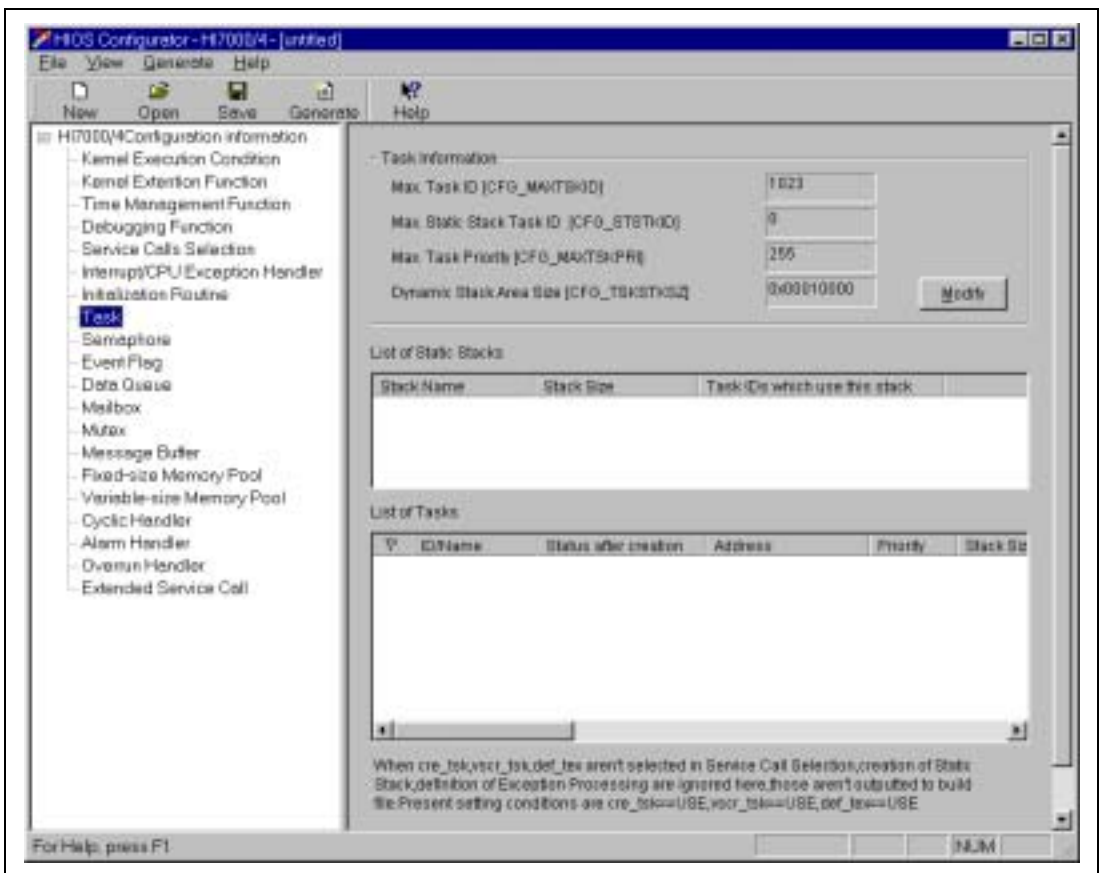 HIOS Configurator - HI7000/4 - [untitled]
File View Generate Help
New Open Save Generate Help
HI7000/4Configuration information
Kernel Execution Condition
Kernel Extention Function
Time Management Function
Debugging Function
Service Calls Selection
Interrupt/CPU Exception Handler
Initialization Routine
Task
Semaphore
Event Flag
Data Queue
Mailbox
Mutex
Message Buffer
Fixed-size Memory Pool
Variable-size Memory Pool
Cyclic Handler
Alarm Handler
Overrun Handler
Extended Service Call
Task Information
Max. Task ID [CFG_MAXTSKID] 1023
Max. Static Stack Task ID [CFG_STSTKID] 0
Max. Task Priority [CFG_MAXTSKPRI] 255
Dynamic Stack Area Size [CFG_TSKSTKSZ] 0x00010000 Modify
List of Static Stacks
Stack Name Stack Size Task IDs which use this stack
List of Tasks
ID/Name Status after creation Address Priority Stack Siz
When cre_tsk,vscr_tsk,def_tex aren't selected in Service Call Selection,creation of Static
Stack,definition of Exception Processing are ignored here,those aren't outputted to build
file.Present setting conditions are cre_tsk==USE,vscr_tsk==USE,def_tex==USE
For Help, press F1 NUM